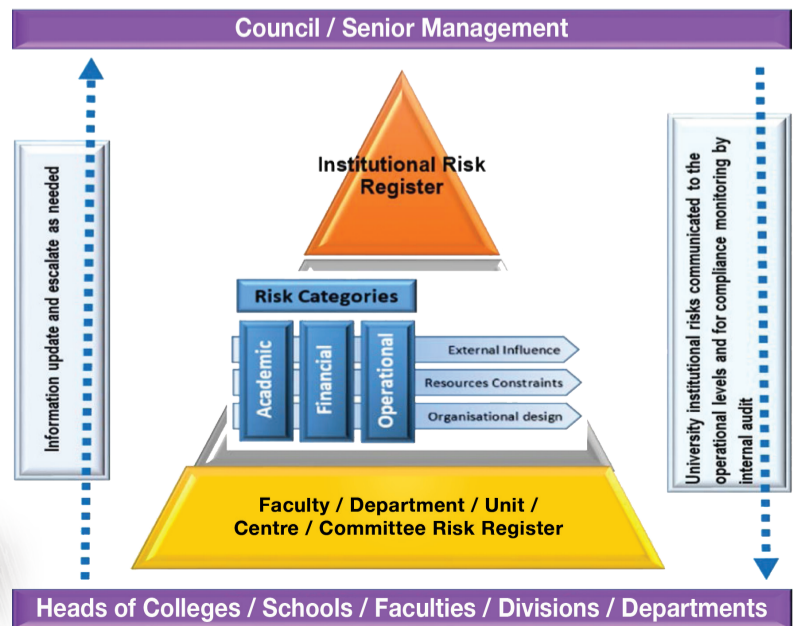 Council / Senior Management
Information update and escalate as needed
Institutional Risk
Register
Risk Categories
Academic
Financial
Operational
External Influence
Resources Constraints
Organisational design
Faculty / Department / Unit /
Centre / Committee Risk Register
University institutional risks communicated to the
operational levels and for compliance monitoring by
internal audit
Heads of Colleges / Schools / Faculties / Divisions / Departments